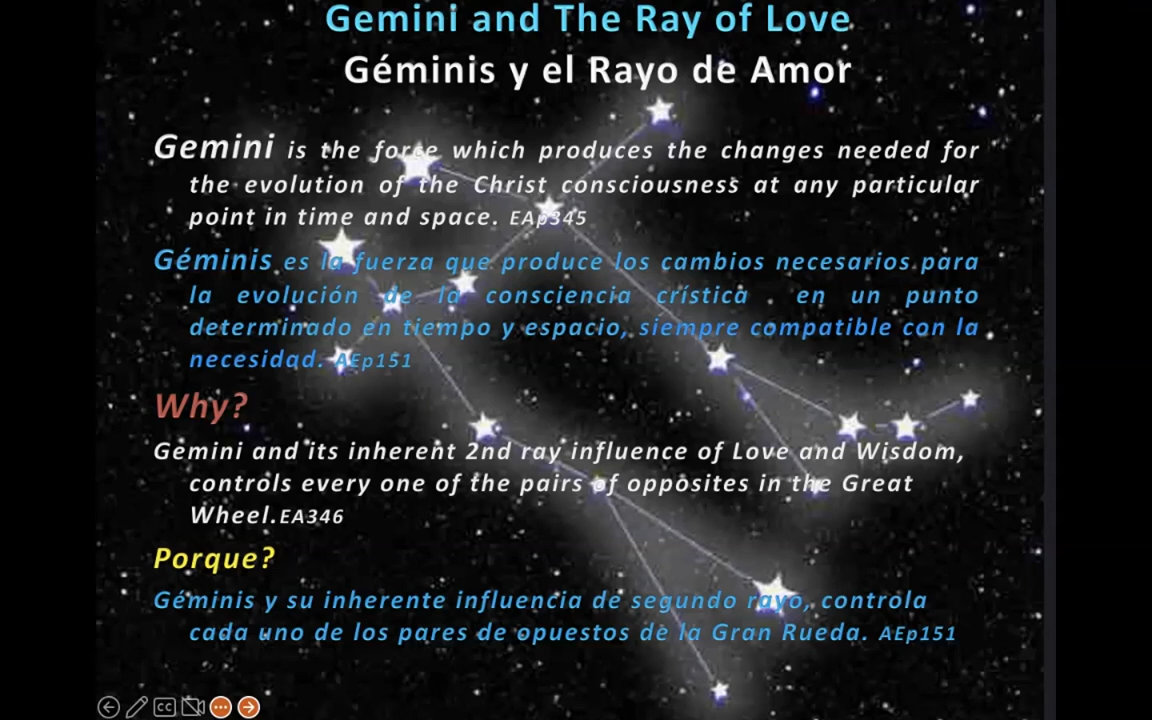 Gemini and The Ray of Love
Géminis y el Rayo de Amor
Gemini is the force which produces the changes needed for
the evolution of the Christ consciousness at any particular
point in time and space. EAp345
Géminis es la fuerza que produce los cambios necesarios para
la evolución de la consciencia crística . en un punto
determinado en tiempo y espacio, siempre compatible con la
necesidad. AEp151
Why?
Gemini and its inherent 2nd ray influence of Love and Wisdom,
controls every one of the pairs of opposites in the Great
Wheel.EA346
Porque?
Géminis y su inherente influencia de segundo rayo, controla
cada uno de los pares de opuestos de la Gran Rueda. AEp151
CC